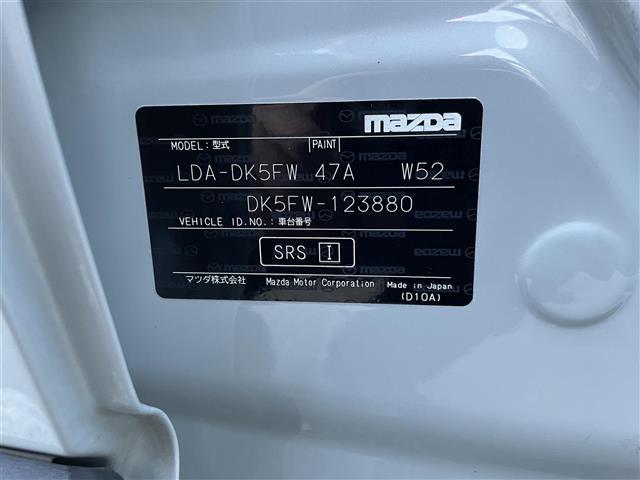 mazda
MODEL: 型式 PAINT
LDA-DK5FW 47A W52
DK5FW-123880
VEHICLE ID.NO.: 車台番号
SRS I
マツダ株式会社 Mazda Motor Corporation Made in Japan
(D10A)